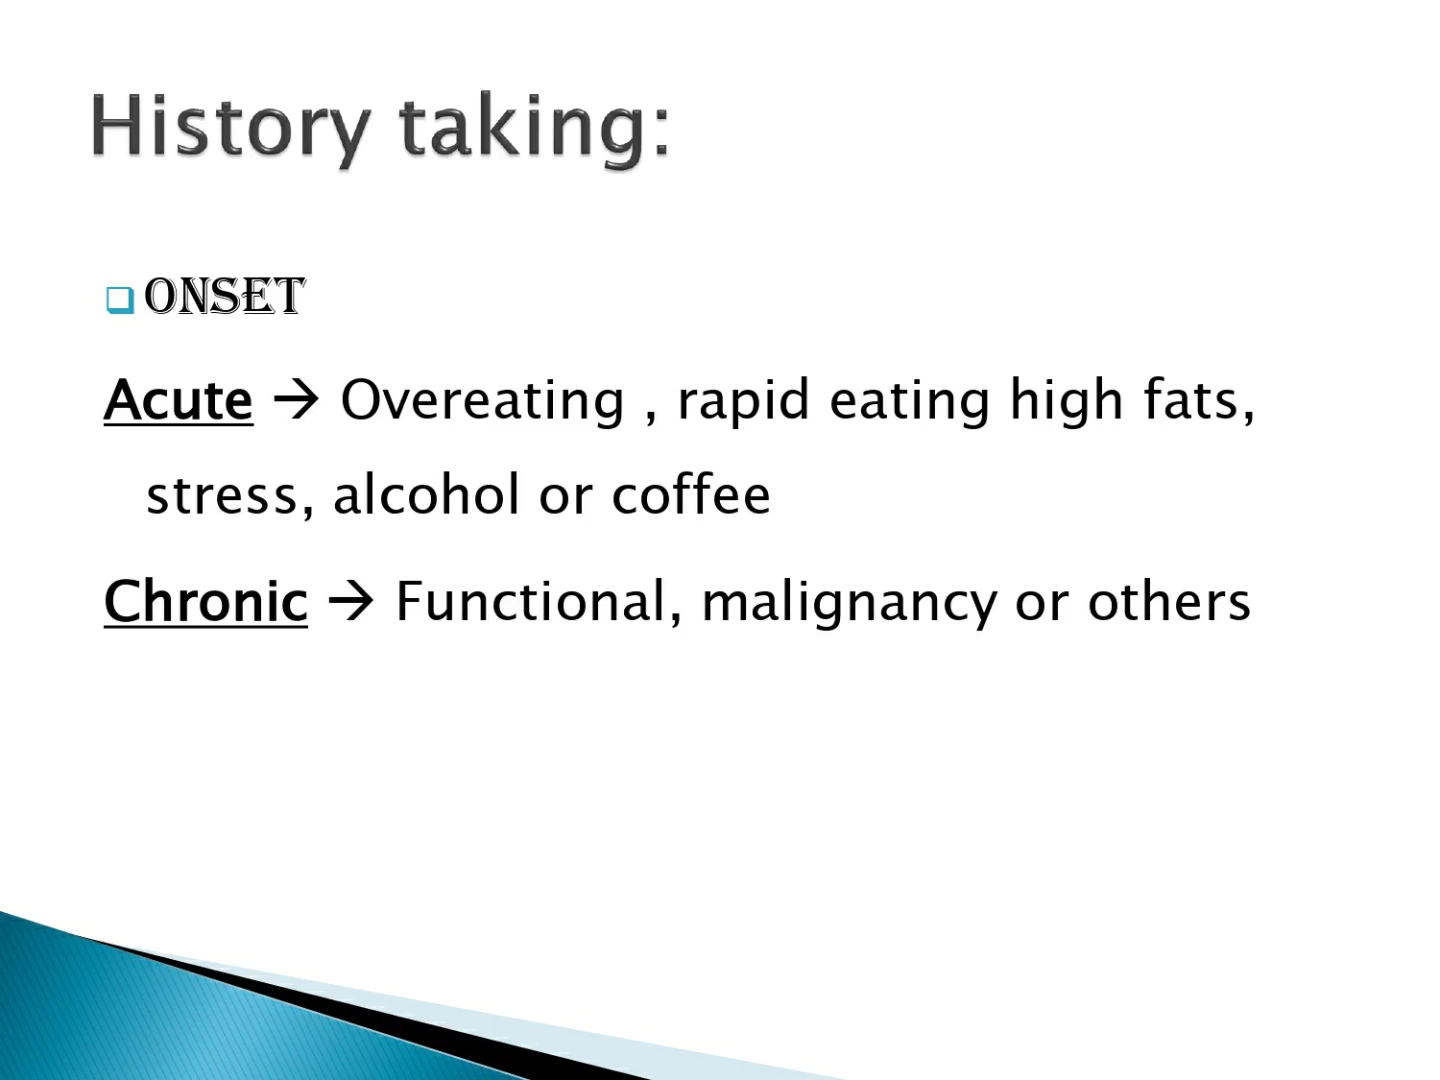 History taking:
ONSET
Acute → Overeating , rapid eating high fats,
stress, alcohol or coffee
Chronic → Functional, malignancy or others